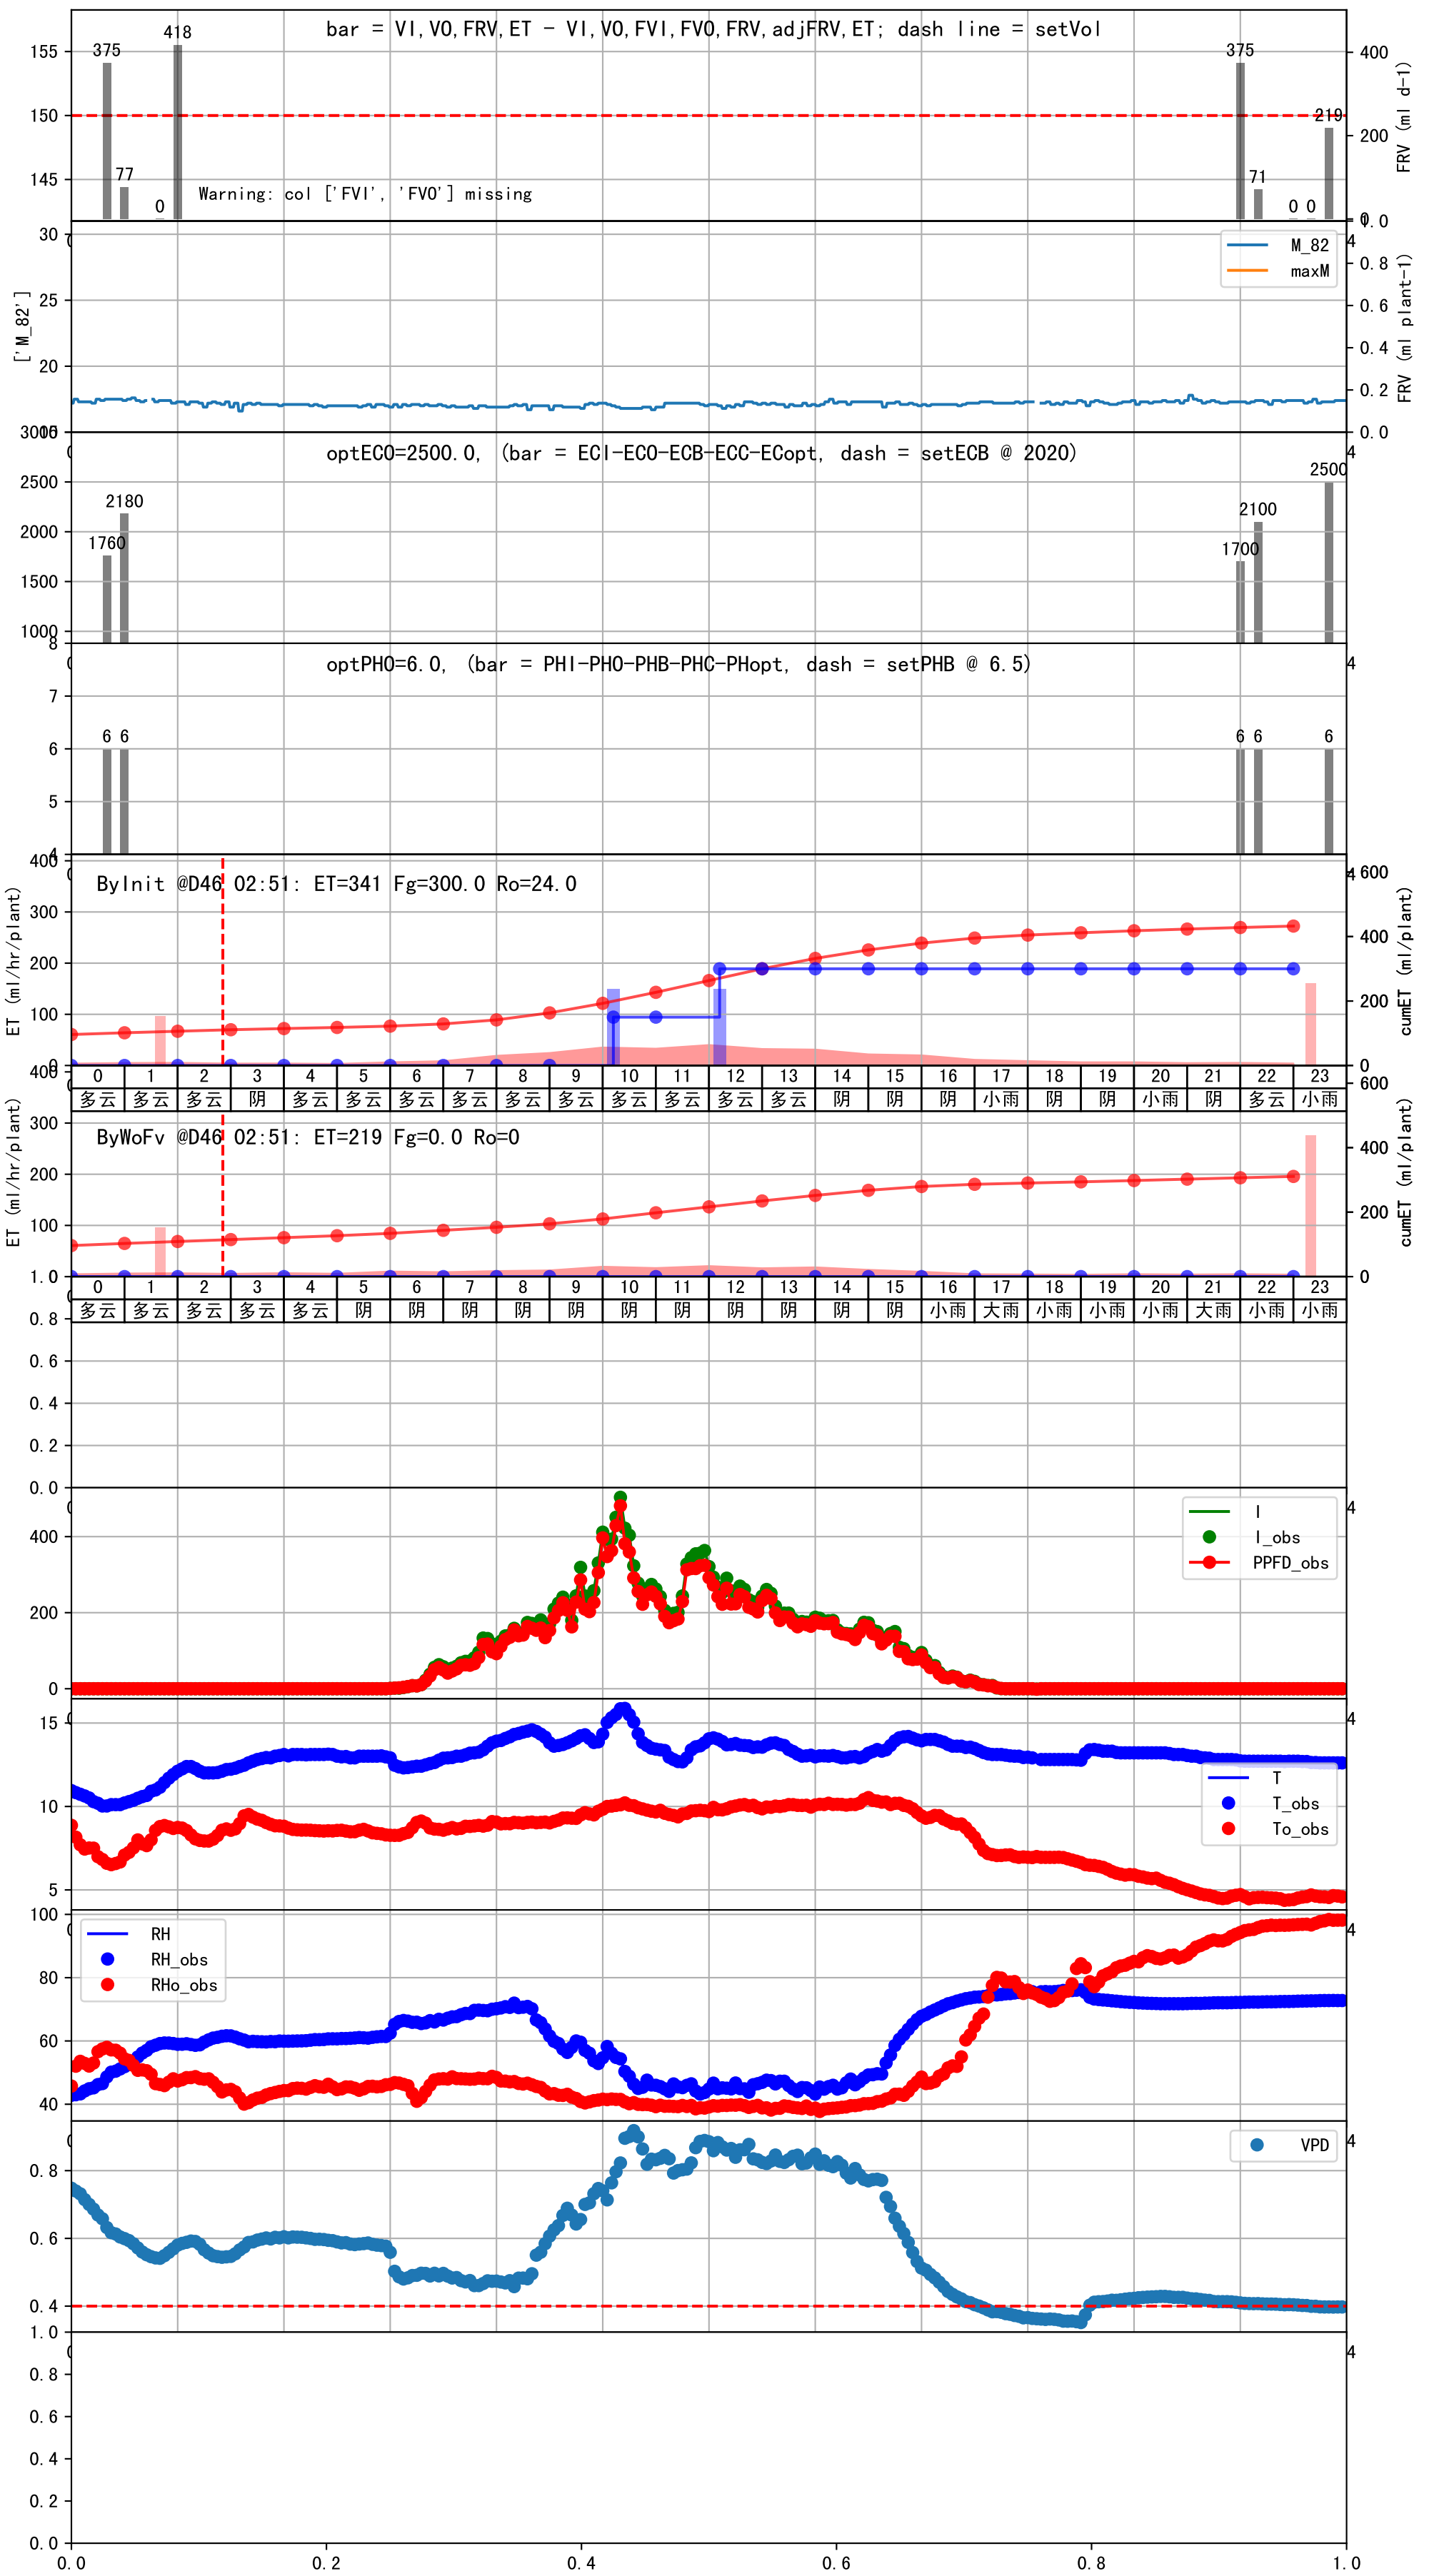 bar = VI,VO,FRV,ET - VI,VO,FVI,FVO,FRV,adjFRV,ET; dash line = setVol
375 77 0 418 375 71 0 0 219
155 150 145
400 200 0
FRV (ml d-1)
Warning: col ['FVI', 'FVO'] missing
['M_82']
30 25 20 15
1.0 0.8 0.6 0.4 0.2 0.0
FRV (ml plant-1)
M_82
maxM
optECO=2500.0, (bar = ECI-ECO-ECB-ECC-ECopt, dash = setECB @ 2020)
3000 2500 2000 1500 1000
1760 2180 1700 2100 2500
optPHO=6.0, (bar = PHI-PHO-PHB-PHC-PHopt, dash = setPHB @ 6.5)
8 7 6 5 4
6 6 6 6 6
ByInit @D46 02:51: ET=341 Fg=300.0 Ro=24.0
ET (ml/hr/plant)
400 300 200 100 0
600 400 200 0
cumET (ml/plant)
0 1 2 3 4 5 6 7 8 9 10 11 12 13 14 15 16 17 18 19 20 21 22 23
多云 多云 多云 阴 多云 多云 多云 多云 多云 多云 多云 多云 多云 多云 阴 阴 阴 小雨 阴 阴 小雨 阴 多云 小雨
ByWoFv @D46 02:51: ET=219 Fg=0.0 Ro=0
ET (ml/hr/plant)
400 300 200 100
600 400 200 0
cumET (ml/plant)
0 1 2 3 4 5 6 7 8 9 10 11 12 13 14 15 16 17 18 19 20 21 22 23
多云 多云 多云 多云 多云 阴 阴 阴 阴 阴 阴 阴 阴 阴 阴 阴 小雨 大雨 小雨 小雨 小雨 大雨 小雨 小雨
1.0 0.8 0.6 0.4 0.2 0.0
400 200 0
I
I_obs
PPFD_obs
15 10 5
T
T_obs
To_obs
100 80 60 40
RH
RH_obs
RHo_obs
0.8 0.6 0.4
VPD
1.0 0.8 0.6 0.4 0.2 0.0
0.0 0.2 0.4 0.6 0.8 1.0